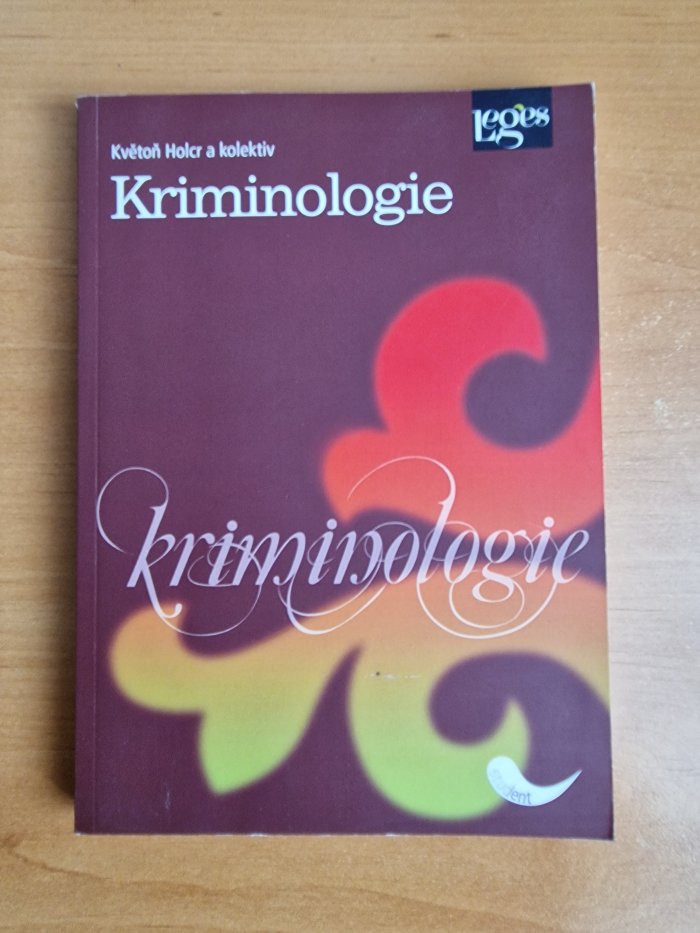 Leges
Květoň Holcr a kolektiv
Kriminologie
kriminologie
student